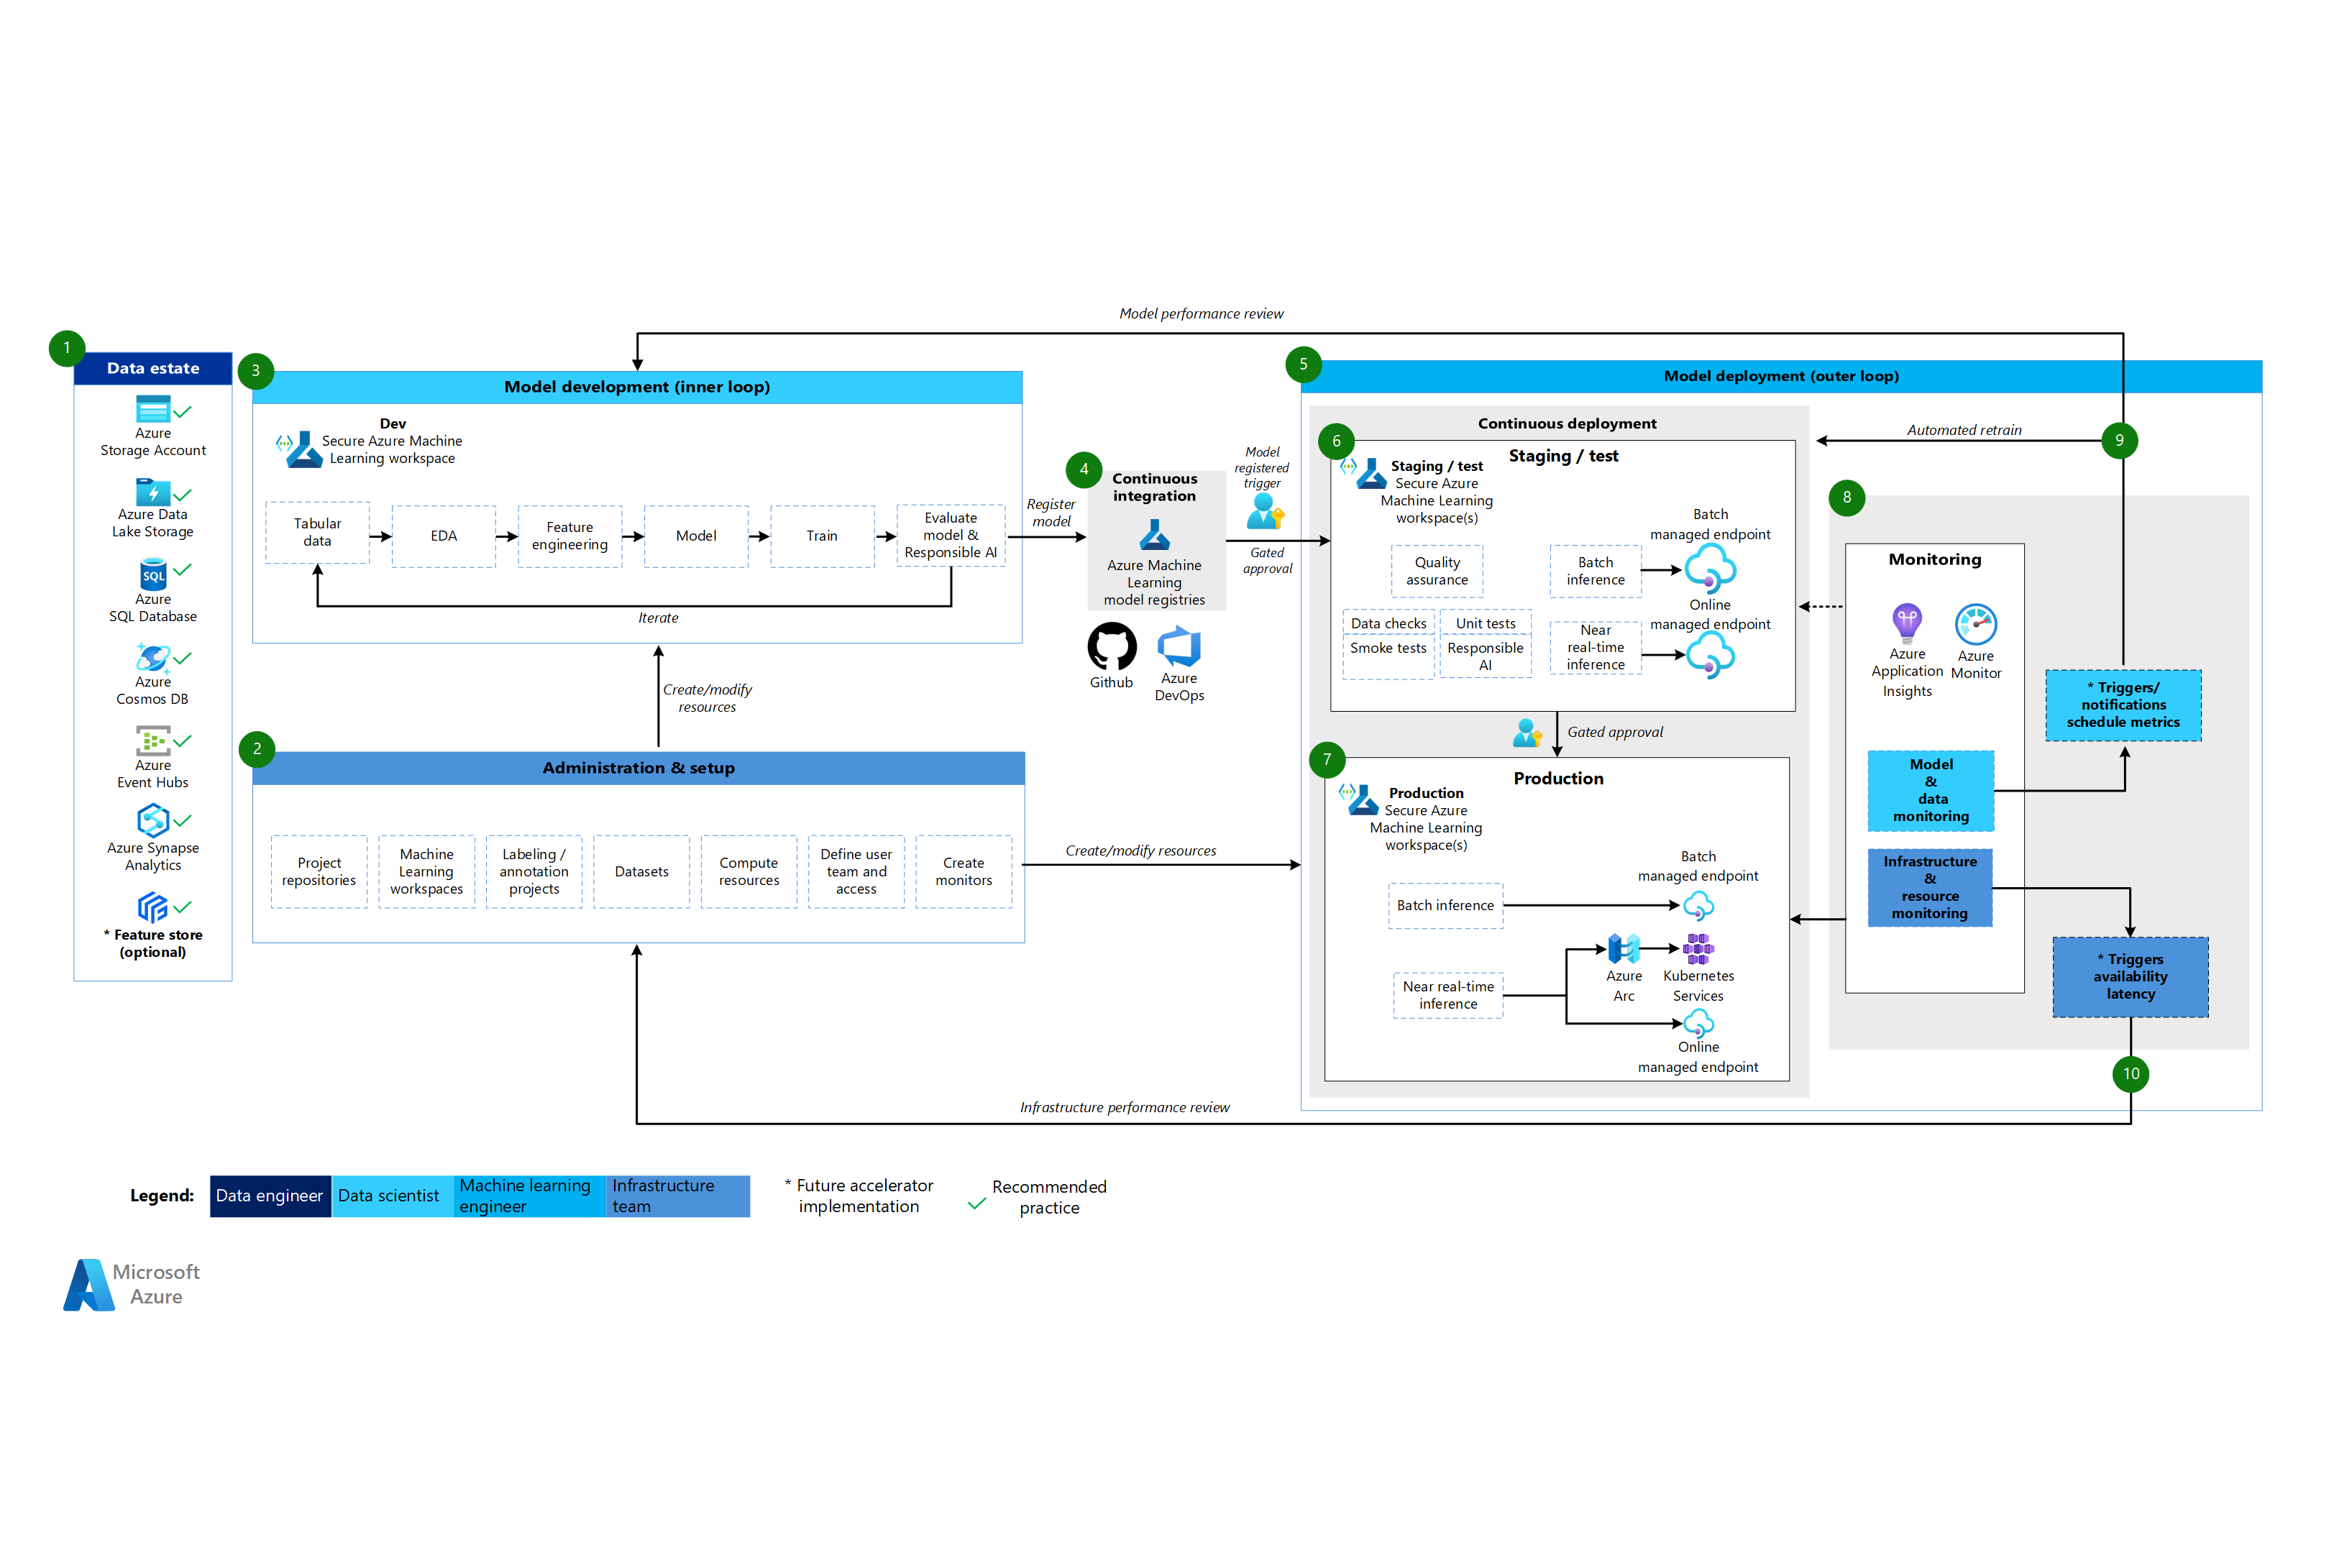 Model performance review
1
Data estate
Azure
Storage Account
Azure Data
Lake Storage
SQL
Azure
SQL Database
Azure
Cosmos DB
Azure
Event Hubs
Azure Synapse
Analytics
* Feature store
(optional)
3
Model development (inner loop)
Dev
Secure Azure Machine
Learning workspace
Tabular
data
EDA
Feature
engineering
Model
Train
Evaluate
model &
Responsible AI
Iterate
Create/modify
resources
2
Administration & setup
Project
repositories
Machine
Learning
workspaces
Labeling /
annotation
projects
Datasets
Compute
resources
Define user
team and
access
Create
monitors
Register
model
4
Continuous
integration
Azure Machine
Learning
model registries
Github
Azure
DevOps
Model
registered
trigger
Gated
approval
Create/modify resources
5
Model deployment (outer loop)
Continuous deployment
6
Staging / test
Staging / test
Secure Azure
Machine Learning
workspace(s)
Quality
assurance
Data checks
Unit tests
Smoke tests
Responsible
AI
Batch
inference
Batch
managed endpoint
Near
real-time
inference
Online
managed endpoint
Gated approval
7
Production
Production
Secure Azure
Machine Learning
workspace(s)
Batch inference
Batch
managed endpoint
Near real-time
inference
Azure
Arc
Kubernetes
Services
Online
managed endpoint
Automated retrain
9
8
Monitoring
Azure
Application
Insights
Azure
Monitor
Model
&
data
monitoring
Infrastructure
&
resource
monitoring
* Triggers/
notifications
schedule metrics
* Triggers
availability
latency
10
Infrastructure performance review
Legend:
Data engineer
Data scientist
Machine learning
engineer
Infrastructure
team
* Future accelerator
implementation
Recommended
practice
Microsoft
Azure